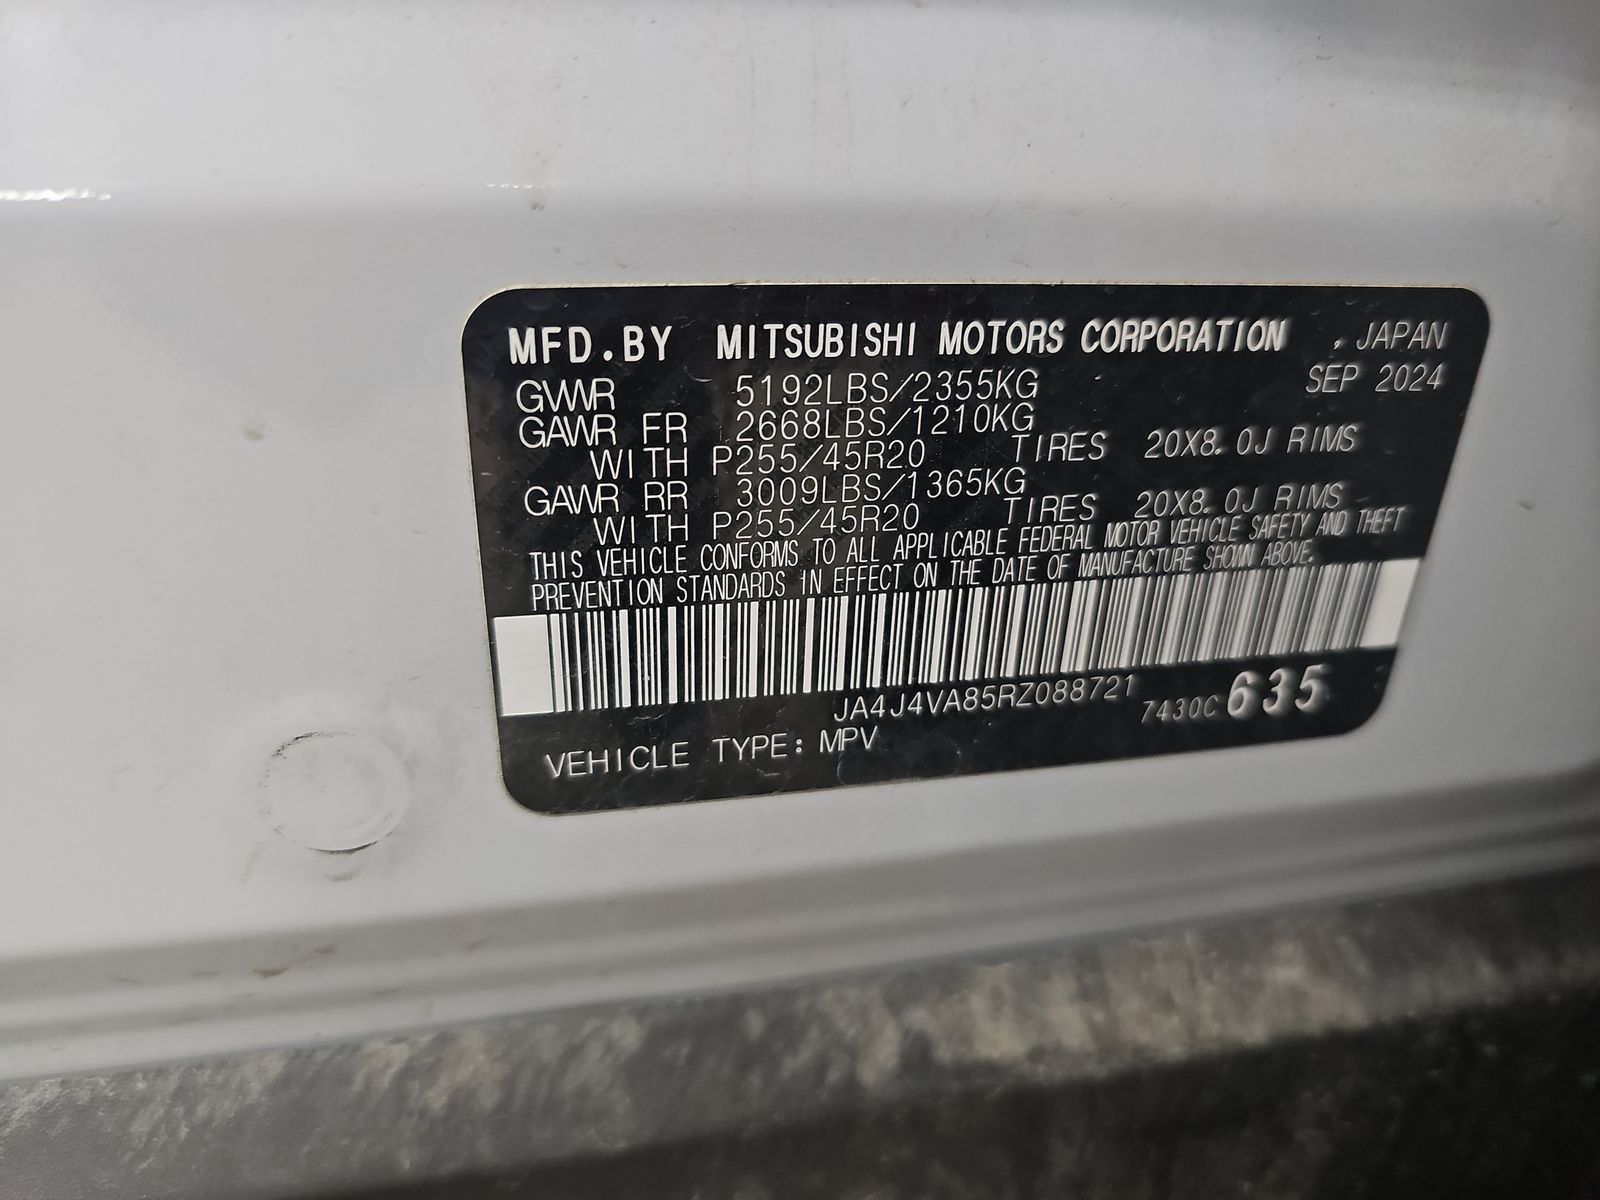 MFD.BY MITSUBISHI MOTORS CORPORATION , JAPAN
GVWR 5192LBS/2355KG SEP 2024
GAWR FR 2668LBS/1210KG
WITH P255/45R20 TIRES 20X8.0J RIMS
GAWR RR 3009LBS/1365KG
WITH P255/45R20 TIRES 20X8.0J RIMS
THIS VEHICLE CONFORMS TO ALL APPLICABLE FEDERAL MOTOR VEHICLE SAFETY AND THEFT
PREVENTION STANDARDS IN EFFECT ON THE DATE OF MANUFACTURE SHOWN ABOVE.
JA4J4VA85RZ088721 7430C 635
VEHICLE TYPE: MPV